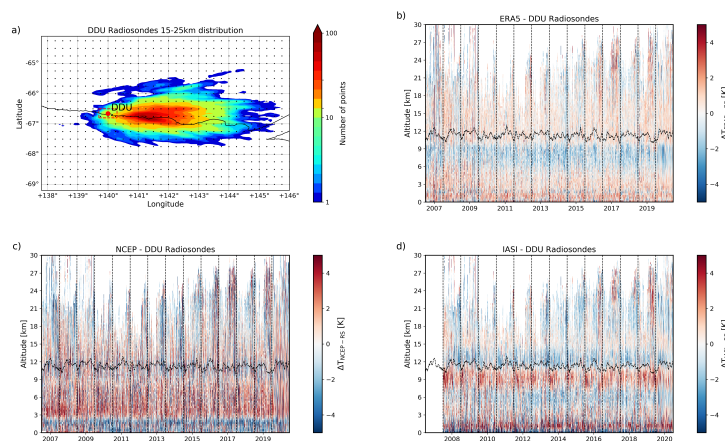 a)
DDU Radiosondes 15-25km distribution
DDU
-65°
-66°
-67°
-68°
-69°
Latitude
+138° +139° +140° +141° +142° +143° +144° +145° +146°
Longitude
100
10
1
Number of points
b)
ERA5 - DDU Radiosondes
30
27
24
21
18
15
12
9
6
3
0
Altitude [km]
2007 2009 2011 2013 2015 2017 2019
4
2
0
−2
−4
c)
NCEP - DDU Radiosondes
30
27
24
21
18
15
12
9
6
3
0
Altitude [km]
2007 2009 2011 2013 2015 2017 2019
4
2
0
−2
−4
ΔT_NCEP − RS [K]
d)
IASI - DDU Radiosondes
30
27
24
21
18
15
12
9
6
3
0
Altitude [km]
2008 2010 2012 2014 2016 2018 2020
4
2
0
−2
−4